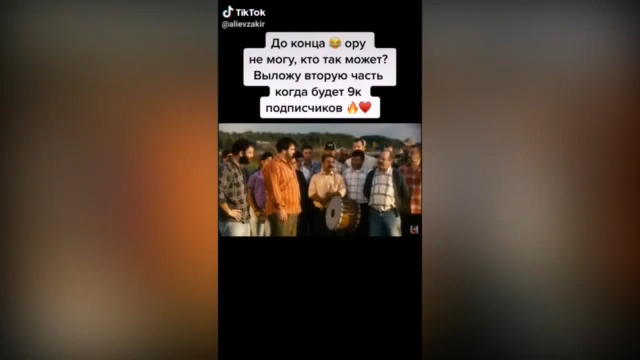 TikTok
@alievzakir
До конца 😂 ору
не могу, кто так может?
Выложу вторую часть
когда будет 9к
подписчиков 🔥♥️